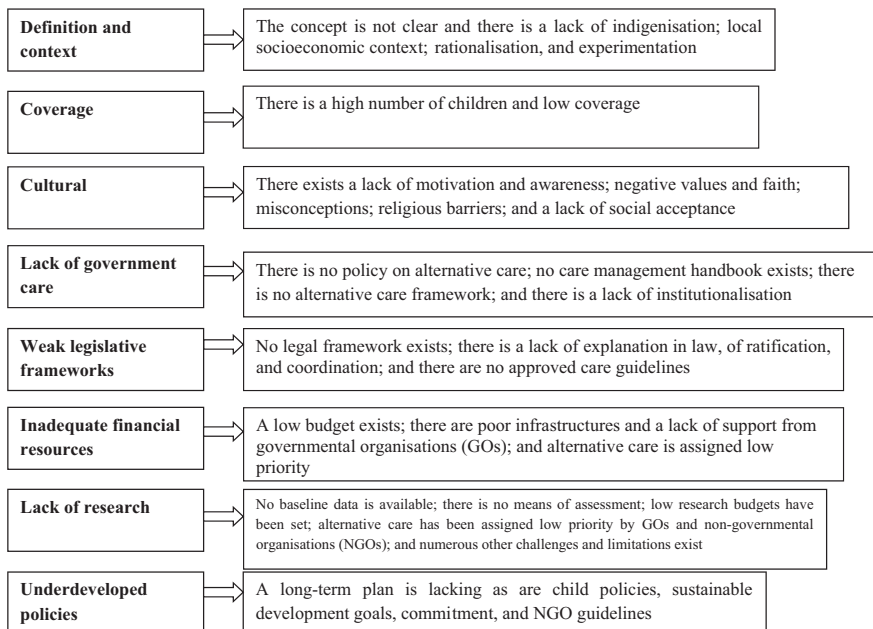 Definition and
context
The concept is not clear and there is a lack of indigenisation; local
socioeconomic context; rationalisation, and experimentation
Coverage
There is a high number of children and low coverage
Cultural
There exists a lack of motivation and awareness; negative values and faith;
misconceptions; religious barriers; and a lack of social acceptance
Lack of government
care
There is no policy on alternative care; no care management handbook exists; there
is no alternative care framework; and there is a lack of institutionalisation
Weak legislative
frameworks
No legal framework exists; there is a lack of explanation in law, of ratification,
and coordination; and there are no approved care guidelines
Inadequate financial
resources
A low budget exists; there are poor infrastructures and a lack of support from
governmental organisations (GOs); and alternative care is assigned low
priority
Lack of research
No baseline data is available; there is no means of assessment; low research budgets have
been set; alternative care has been assigned low priority by GOs and non-governmental
organisations (NGOs); and numerous other challenges and limitations exist
Underdeveloped
policies
A long-term plan is lacking as are child policies, sustainable
development goals, commitment, and NGO guidelines